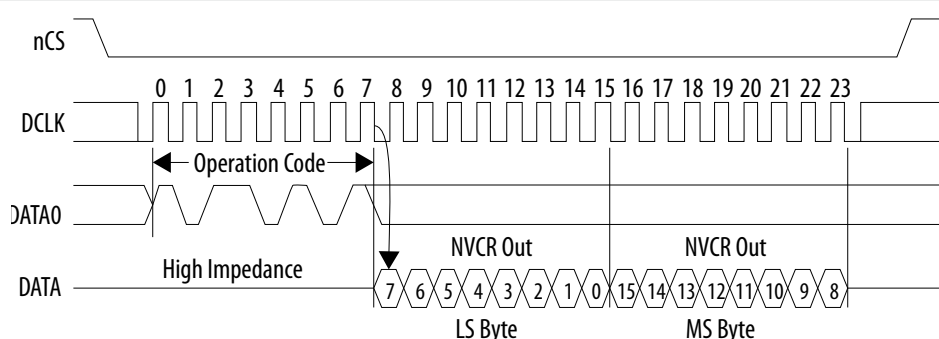 nCS
0 1 2 3 4 5 6 7 8 9 10 11 12 13 14 15 16 17 18 19 20 21 22 23
DCLK
Operation Code
DATA0
NVCR Out NVCR Out
High Impedance
DATA 7 6 5 4 3 2 1 0 15 14 13 12 11 10 9 8
LS Byte MS Byte